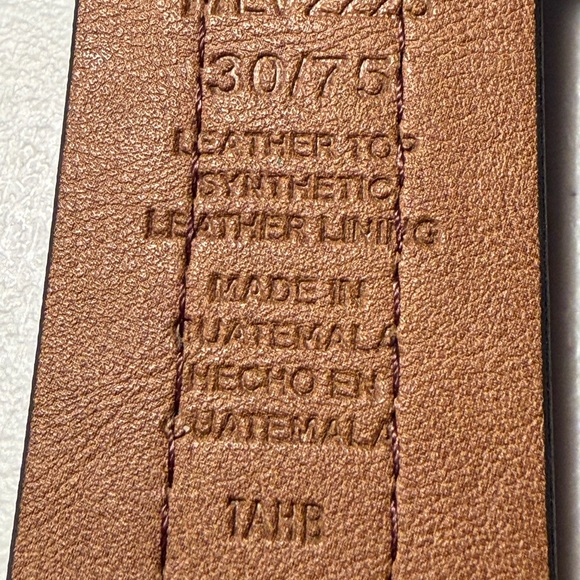 30/75
LEATHER TOP
SYNTHETIC
LEATHER LINING
MADE IN
GUATEMALA
HECHO EN
GUATEMALA
TAHB